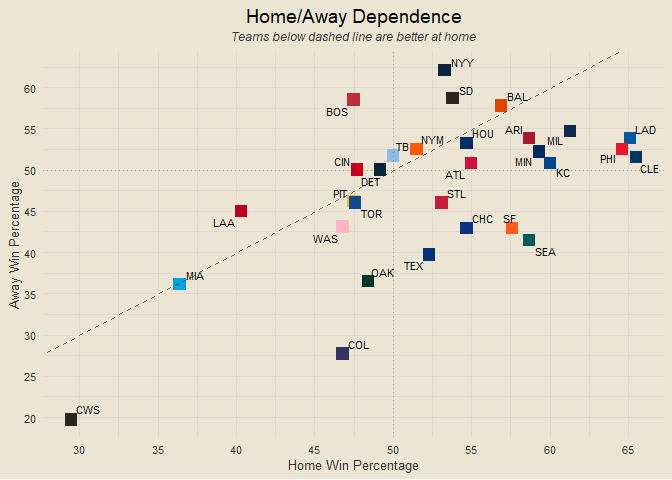 Home/Away Dependence
Teams below dashed line are better at home
NYY
SD
BAL
BOS
ARI
LAD
HOU
MIL
NYM
TB
PHI
MIN
CIN
CLE
ATL
KC
DET
PIT
STL
TOR
LAA
CHC
SF
WAS
SEA
TEX
MIA
OAK
COL
CWS
60
55
50
45
40
35
30
25
20
Away Win Percentage
30 35 40 45 50 55 60 65
Home Win Percentage